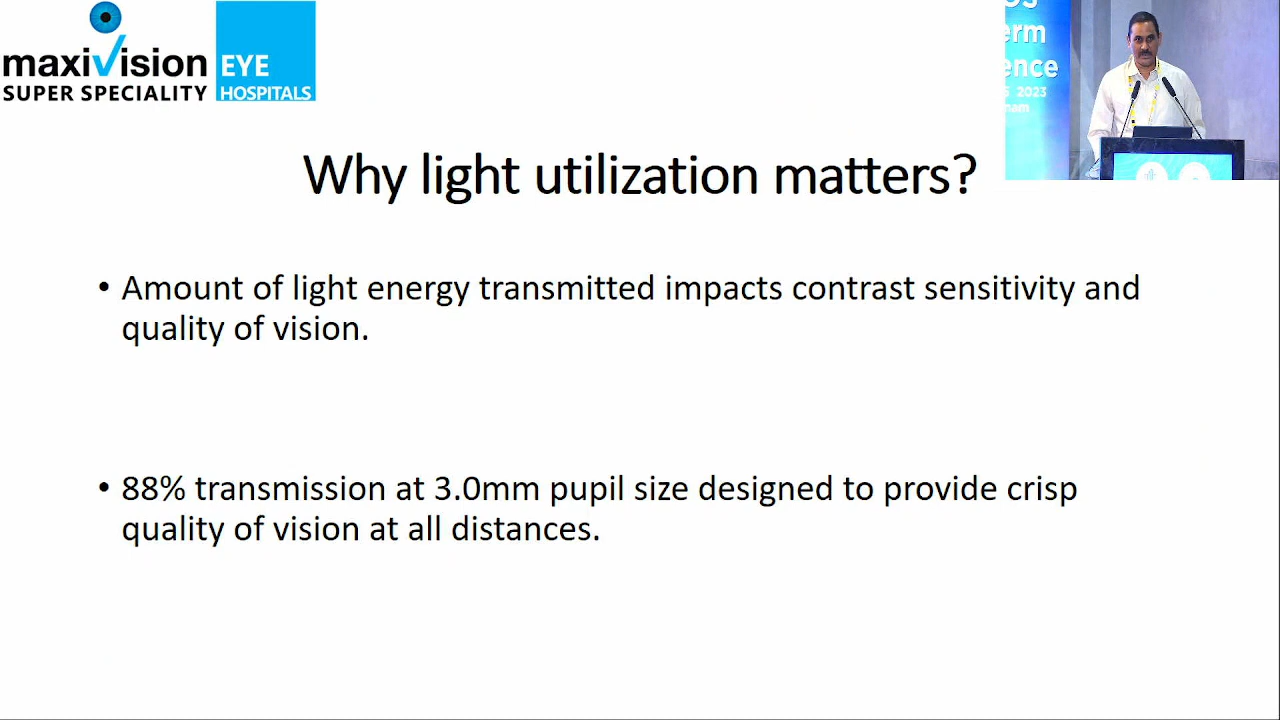 maxivision
SUPER SPECIALITY
EYE
HOSPITALS
2023
Why light utilization matters?
• Amount of light energy transmitted impacts contrast sensitivity and
quality of vision.
• 88% transmission at 3.0mm pupil size designed to provide crisp
quality of vision at all distances.